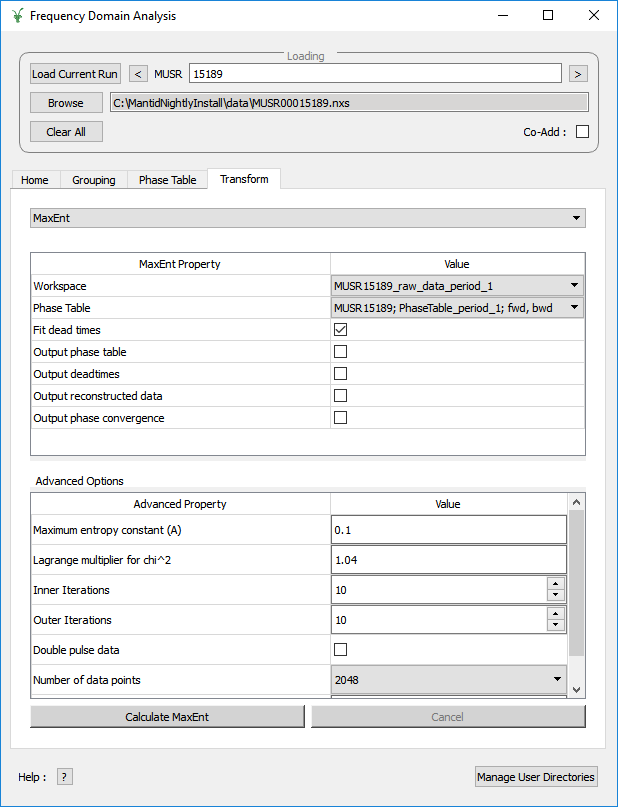 Frequency Domain Analysis
Loading
Load Current Run < MUSR 15189 >
Browse C:\MantidNightlyInstall\data\MUSR00015189.nxs
Clear All Co-Add :
Home Grouping Phase Table Transform
MaxEnt
MaxEnt Property Value
Workspace MUSR15189_raw_data_period_1
Phase Table MUSR15189; PhaseTable_period_1; fwd, bwd
Fit dead times
Output phase table
Output deadtimes
Output reconstructed data
Output phase convergence
Advanced Options
Advanced Property Value
Maximum entropy constant (A) 0.1
Lagrange multiplier for chi^2 1.04
Inner Iterations 10
Outer Iterations 10
Double pulse data
Number of data points 2048
Calculate MaxEnt Cancel
Help : ? Manage User Directories